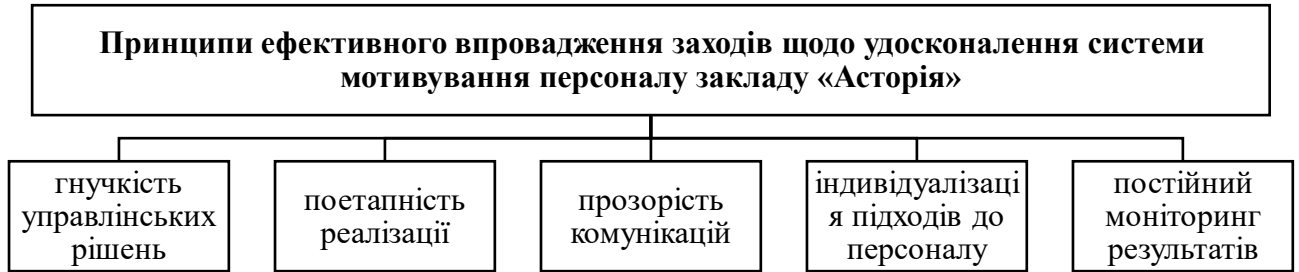 Принципи ефективного впровадження заходів щодо удосконалення системи
мотивування персоналу закладу «Асторія»
гнучкість
управлінських
рішень
поетапність
реалізації
прозорість
комунікацій
індивідуалізаці
я підходів до
персоналу
постійний
моніторинг
результатів